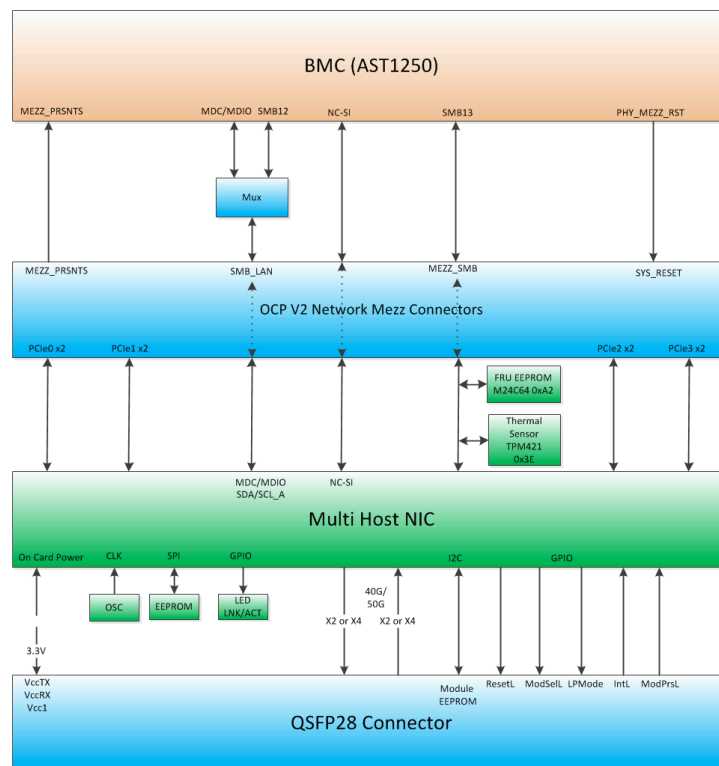 BMC (AST1250)
MEZZ_PRSNTS
MDC/MDIO
SMB12
NC-SI
SMB13
PHY_MEZZ_RST
Mux
MEZZ_PRSNTS
SMB_LAN
MEZZ_SMB
SYS_RESET
OCP V2 Network Mezz Connectors
PCIe0 x2
PCIe1 x2
PCIe2 x2
PCIe3 x2
FRU EEPROM
M24C64 0xA2
Thermal
Sensor
TPM421
0x3E
MDC/MDIO
SDA/SCL_A
NC-SI
Multi Host NIC
On Card Power
CLK
SPI
GPIO
I2C
GPIO
OSC
EEPROM
LED
LNK/ACT
40G/
50G
X2 or X4
X2 or X4
3.3V
VccTX
VccRX
Vcc1
Module
EEPROM
ResetL
ModSelL
LPMode
IntL
ModPrsL
QSFP28 Connector